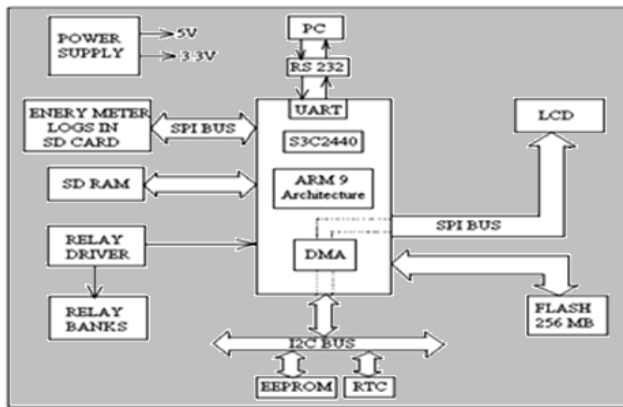 POWER
SUPPLY
5V
3.3V
PC
RS 232
UART
S3C2440
ARM 9
Architecture
DMA
ENERY METER
LOGS IN
SD CARD
SPI BUS
SD RAM
RELAY
DRIVER
RELAY
BANKS
LCD
SPI BUS
FLASH
256 MB
I2C BUS
EEPROM
RTC